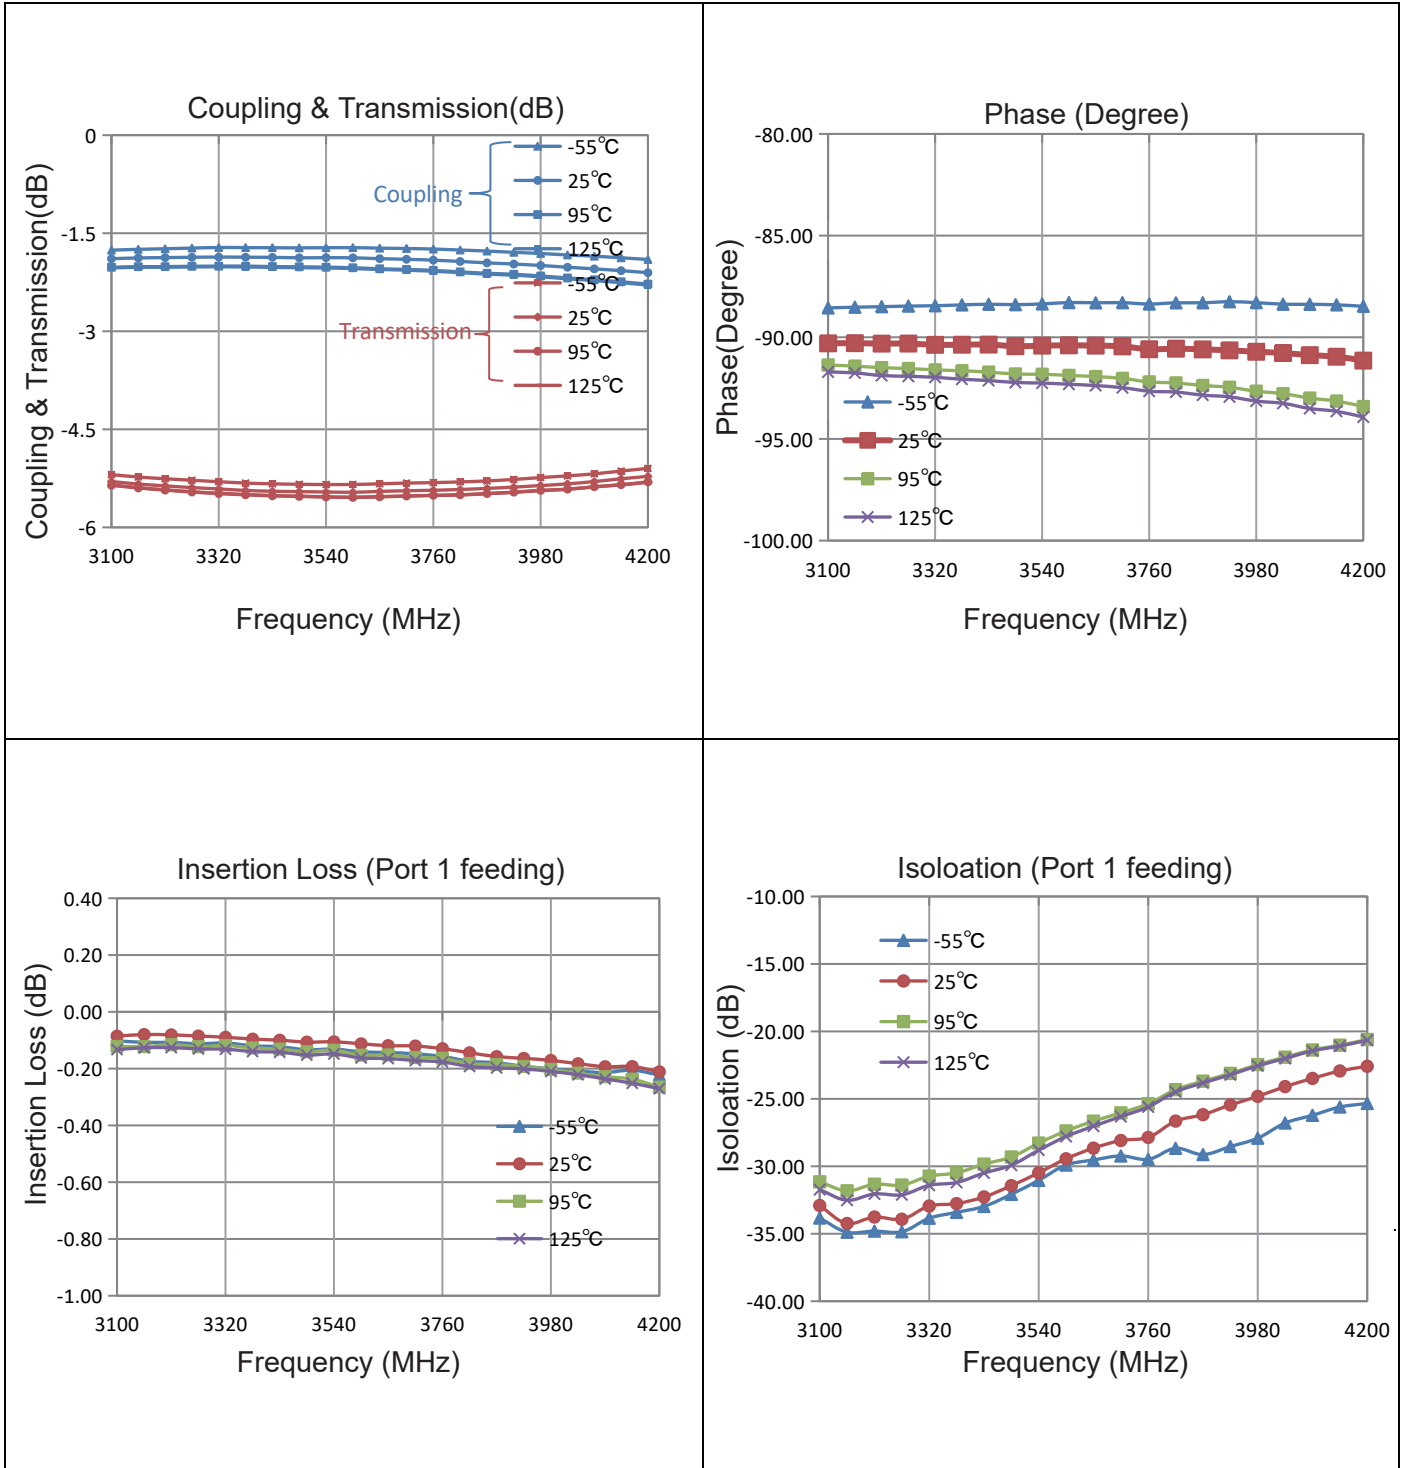 Coupling & Transmission(dB)
Coupling & Transmission(dB)
0
-1.5
-3
-4.5
-6
Coupling
-55℃
25℃
95℃
125℃
Transmission
-55℃
25℃
95℃
125℃
3100 3320 3540 3760 3980 4200
Frequency (MHz)
Phase (Degree)
Phase(Degree)
-80.00
-85.00
-90.00
-95.00
-100.00
-55℃
25℃
95℃
125℃
3100 3320 3540 3760 3980 4200
Frequency (MHz)
Insertion Loss (Port 1 feeding)
Insertion Loss (dB)
0.40
0.20
0.00
-0.20
-0.40
-0.60
-0.80
-1.00
-55℃
25℃
95℃
125℃
3100 3320 3540 3760 3980 4200
Frequency (MHz)
Isoloation (Port 1 feeding)
Isoloation (dB)
-10.00
-15.00
-20.00
-25.00
-30.00
-35.00
-40.00
-55℃
25℃
95℃
125℃
3100 3320 3540 3760 3980 4200
Frequency (MHz)